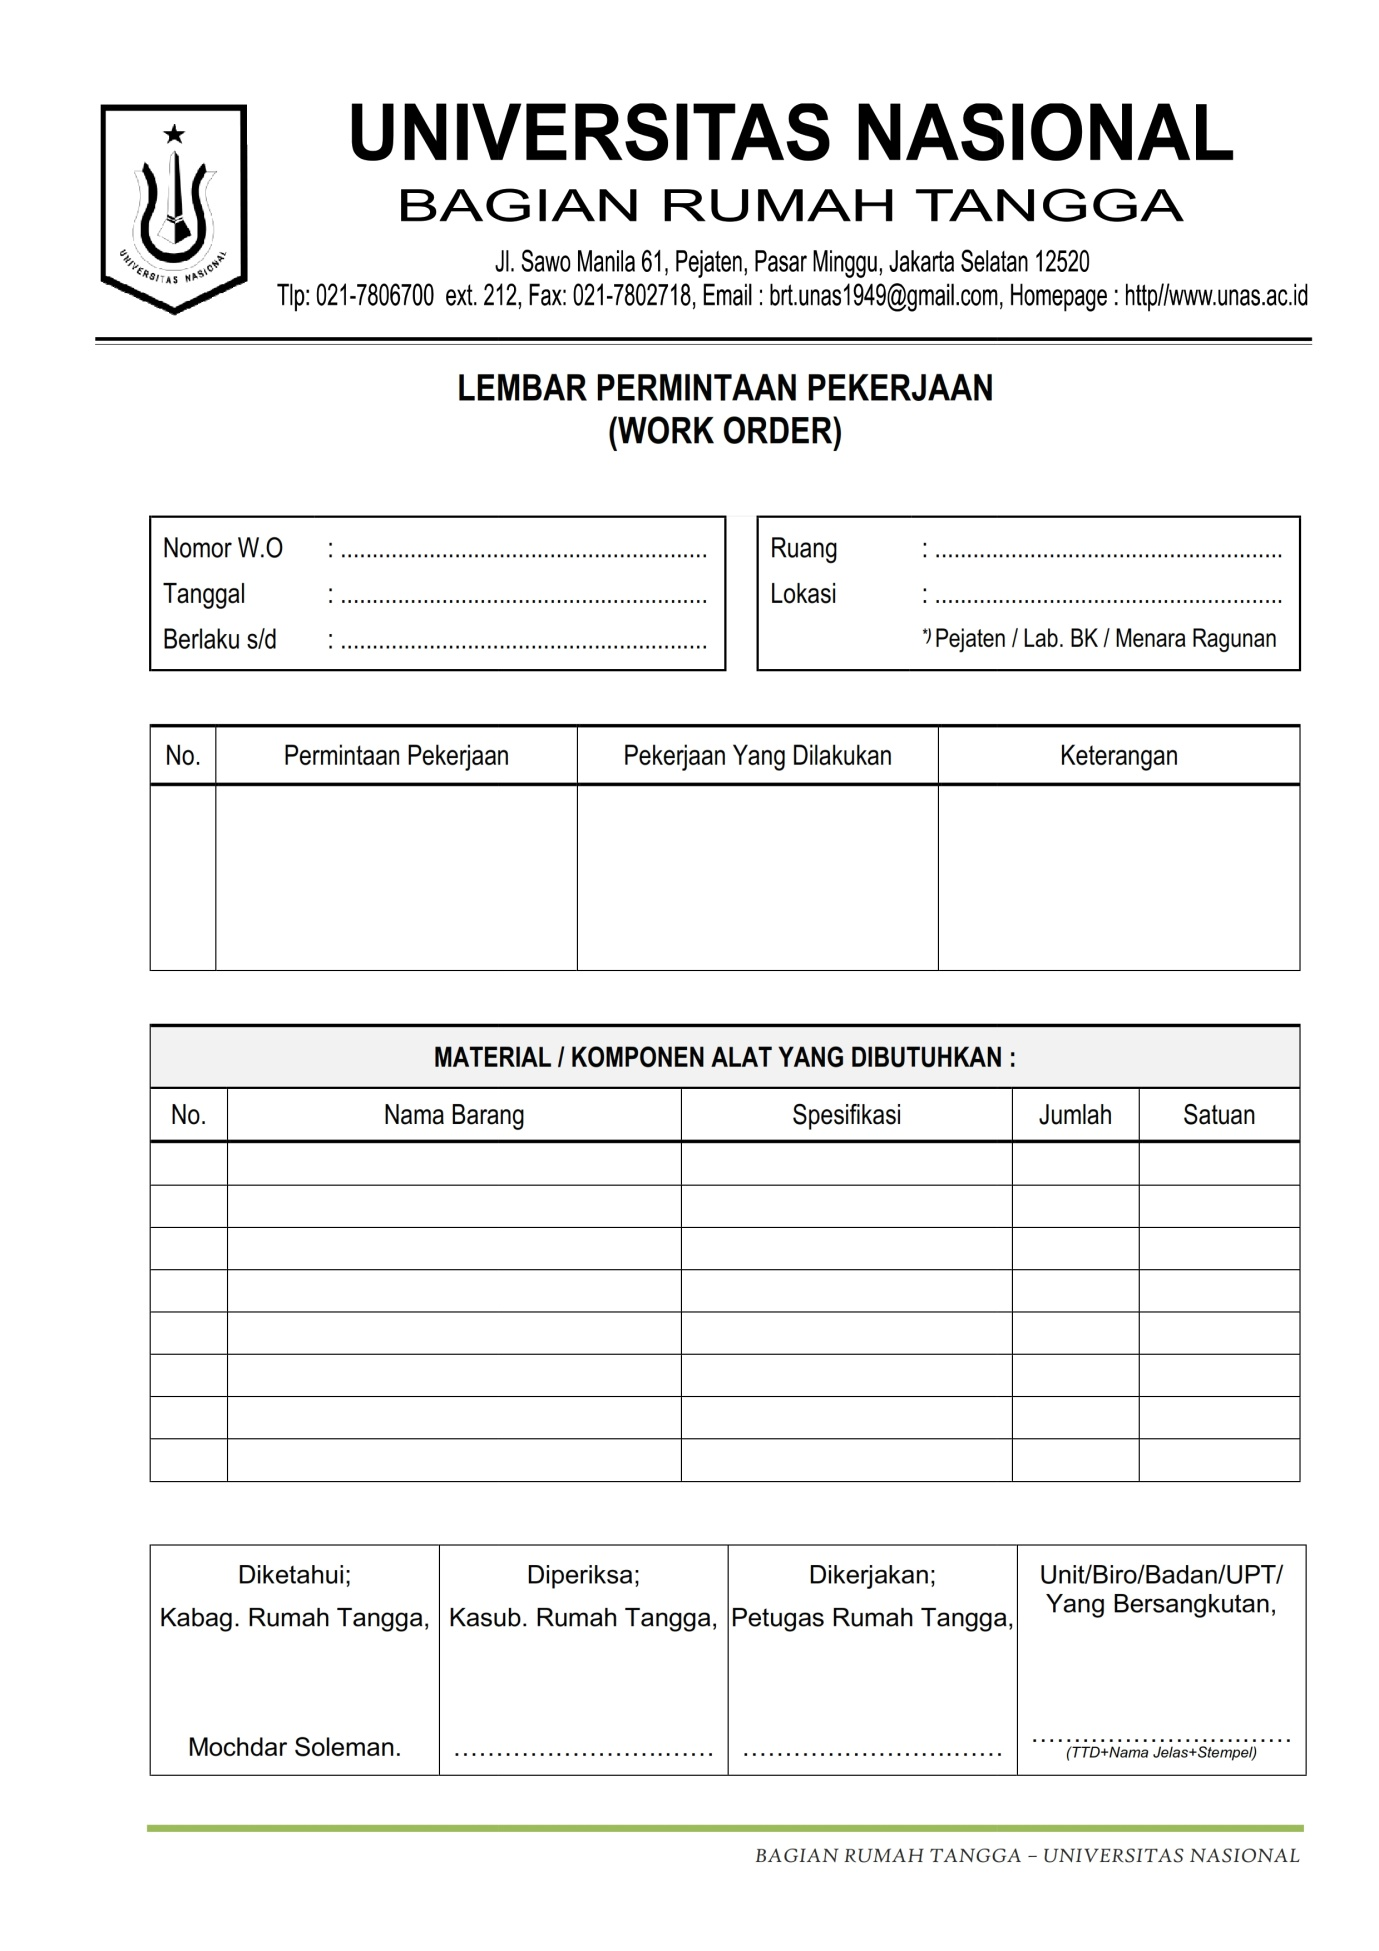 UNIVERSITAS NASIONAL
UNIVERSITAS NASIONAL
BAGIAN RUMAH TANGGA
Jl. Sawo Manila 61, Pejaten, Pasar Minggu, Jakarta Selatan 12520
Tlp: 021-7806700 ext. 212, Fax: 021-7802718, Email : brt.unas1949@gmail.com, Homepage : http//www.unas.ac.id
LEMBAR PERMINTAAN PEKERJAAN
(WORK ORDER)
Nomor W.O : ..........................................................
Tanggal : ..........................................................
Berlaku s/d : ..........................................................
Ruang : .......................................................
Lokasi : .......................................................
*) Pejaten / Lab. BK / Menara Ragunan
No. Permintaan Pekerjaan Pekerjaan Yang Dilakukan Keterangan
MATERIAL / KOMPONEN ALAT YANG DIBUTUHKAN :
No. Nama Barang Spesifikasi Jumlah Satuan
Diketahui;
Kabag. Rumah Tangga,
Mochdar Soleman.
Diperiksa;
Kasub. Rumah Tangga,
...............................
Dikerjakan;
Petugas Rumah Tangga,
...............................
Unit/Biro/Badan/UPT/
Yang Bersangkutan,
...............................
(TTD+Nama Jelas+Stempel)
BAGIAN RUMAH TANGGA – UNIVERSITAS NASIONAL